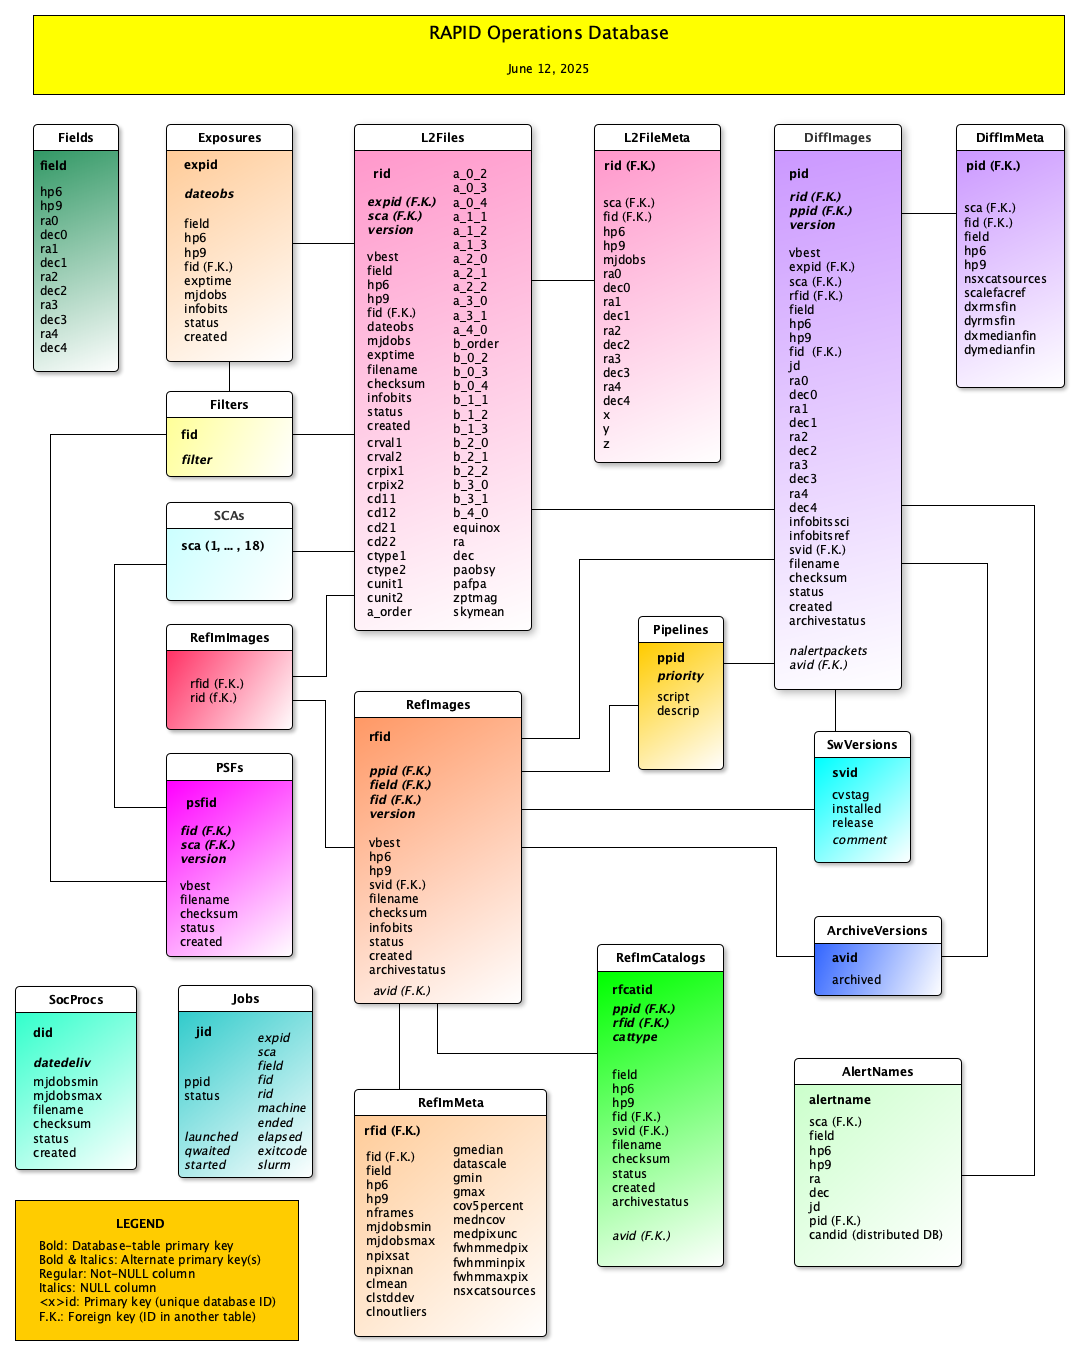 RAPID Operations Database
June 12, 2025
Fields
field
hp6
hp9
ra0
dec0
ra1
dec1
ra2
dec2
ra3
dec3
ra4
dec4
Exposures
expid
dateobs
field
hp6
hp9
fid (F.K.)
exptime
mjdobs
infobits
status
created
L2Files
rid
expid (F.K.)
sca (F.K.)
version
vbest
field
hp6
hp9
fid (F.K.)
dateobs
mjdobs
exptime
filename
checksum
infobits
status
created
crval1
crval2
crpix1
crpix2
cd11
cd12
cd21
cd22
ctype1
ctype2
cunit1
cunit2
a_order
a_0_2
a_0_3
a_0_4
a_1_1
a_1_2
a_1_3
a_2_0
a_2_1
a_2_2
a_3_0
a_3_1
a_4_0
b_order
b_0_2
b_0_3
b_0_4
b_1_1
b_1_2
b_1_3
b_2_0
b_2_1
b_2_2
b_3_0
b_3_1
b_4_0
equinox
ra
dec
paobsy
pafpa
zptmag
skymean
L2FileMeta
rid (F.K.)
sca (F.K.)
fid (F.K.)
hp6
hp9
mjdobs
ra0
dec0
ra1
dec1
ra2
dec2
ra3
dec3
ra4
dec4
x
y
z
DiffImages
pid
rid (F.K.)
ppid (F.K.)
version
vbest
expid (F.K.)
sca (F.K.)
rfid (F.K.)
field
hp6
hp9
fid (F.K.)
jd
ra0
dec0
ra1
dec1
ra2
dec2
ra3
dec3
ra4
dec4
infobitssci
infobitsref
svid (F.K.)
filename
checksum
status
created
archivestatus
nalertpackets
avid (F.K.)
DiffImMeta
pid (F.K.)
sca (F.K.)
fid (F.K.)
field
hp6
hp9
nsxcatsources
scalefacref
dxrmsfin
dyrmsfin
dxmedianfin
dymedianfin
Filters
fid
filter
SCAs
sca (1, ... , 18)
RefImImages
rfid (F.K.)
rid (f.K.)
PSFs
psfid
fid (F.K.)
sca (F.K.)
version
vbest
filename
checksum
status
created
RefImages
rfid
ppid (F.K.)
field (F.K.)
fid (F.K.)
version
vbest
hp6
hp9
svid (F.K.)
filename
checksum
infobits
status
created
archivestatus
avid (F.K.)
Pipelines
ppid
priority
script
descrip
SwVersions
svid
cvstag
installed
release
comment
ArchiveVersions
avid
archived
SocProcs
did
datedeliv
mjdobsmin
mjdobsmax
filename
checksum
status
created
Jobs
jid
ppid
status
launched
qwaited
started
expid
sca
field
fid
rid
machine
ended
elapsed
exitcode
slurm
RefImMeta
rfid (F.K.)
fid (F.K.)
field
hp6
hp9
nframes
mjdobsmin
mjdobsmax
npixsat
npixnan
clmean
clstddev
clnoutliers
gmedian
datascale
gmin
gmax
cov5percent
medncov
medpixunc
fwhmmedpix
fwhmminpix
fwhmmaxpix
nsxcatsources
RefImCatalogs
rfcatid
ppid (F.K.)
rfid (F.K.)
cattype
field
hp6
hp9
fid (F.K.)
svid (F.K.)
filename
checksum
status
created
archivestatus
avid (F.K.)
AlertNames
alertname
sca (F.K.)
field
hp6
hp9
ra
dec
jd
pid (F.K.)
candid (distributed DB)
LEGEND
Bold: Database-table primary key
Bold & Italics: Alternate primary key(s)
Regular: Not-NULL column
Italics: NULL column
<x>id: Primary key (unique database ID)
F.K.: Foreign key (ID in another table)